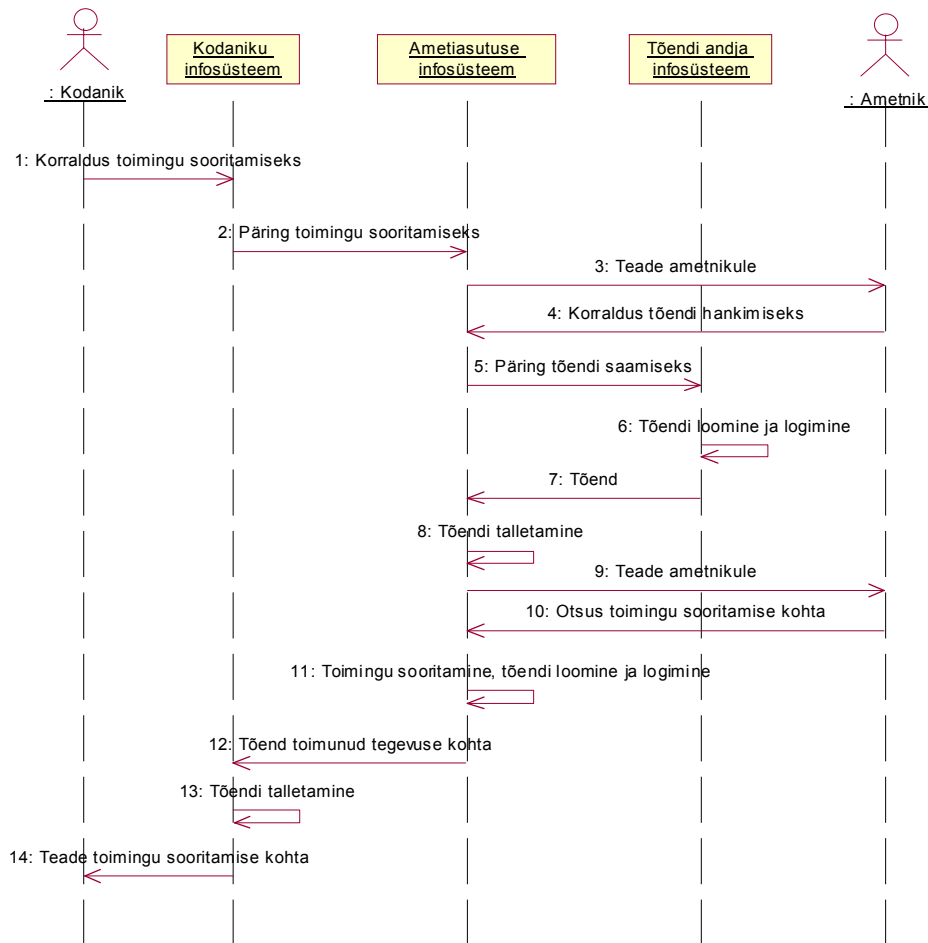 Kodaniku
infosüsteem
Ametiasutuse
infosüsteem
Tõendi andja
infosüsteem
: Kodanik
: Ametnik
1: Korraldus toimingu sooritamiseks
2: Päring toimingu sooritamiseks
3: Teade ametnikule
4: Korraldus tõendi hankimiseks
5: Päring tõendi saamiseks
6: Tõendi loomine ja logimine
7: Tõend
8: Tõendi talletamine
9: Teade ametnikule
10: Otsus toimingu sooritamise kohta
11: Toimingu sooritamine, tõendi loomine ja logimine
12: Tõend toimunud tegevuse kohta
13: Tõendi talletamine
14: Teade toimingu sooritamise kohta